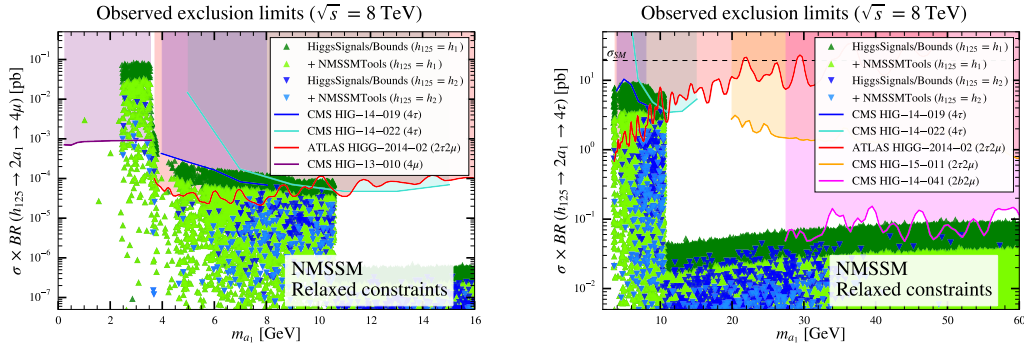 Observed exclusion limits (√s = 8 TeV)
σ × BR (h₁₂₅ → 2a₁ → 4μ) [pb]
10⁻¹
10⁻²
10⁻³
10⁻⁴
10⁻⁵
10⁻⁶
10⁻⁷
HiggsSignals/Bounds (h₁₂₅ = h₁)
+ NMSSMTools (h₁₂₅ = h₁)
HiggsSignals/Bounds (h₁₂₅ = h₂)
+ NMSSMTools (h₁₂₅ = h₂)
CMS HIG−14−019 (4τ)
CMS HIG−14−022 (4τ)
ATLAS HIGG−2014−02 (2τ2μ)
CMS HIG−13−010 (4μ)
NMSSM
Relaxed constraints
0 2 4 6 8 10 12 14 16
mₐ₁ [GeV]
Observed exclusion limits (√s = 8 TeV)
σ × BR (h₁₂₅ → 2a₁ → 4τ) [pb]
10¹
10⁰
10⁻¹
10⁻²
σSM
HiggsSignals/Bounds (h₁₂₅ = h₁)
+ NMSSMTools (h₁₂₅ = h₁)
HiggsSignals/Bounds (h₁₂₅ = h₂)
+ NMSSMTools (h₁₂₅ = h₂)
CMS HIG−14−019 (4τ)
CMS HIG−14−022 (4τ)
ATLAS HIGG−2014−02 (2τ2μ)
CMS HIG−15−011 (2τ2μ)
CMS HIG−14−041 (2b2μ)
NMSSM
Relaxed constraints
10 20 30 40 50 60
mₐ₁ [GeV]